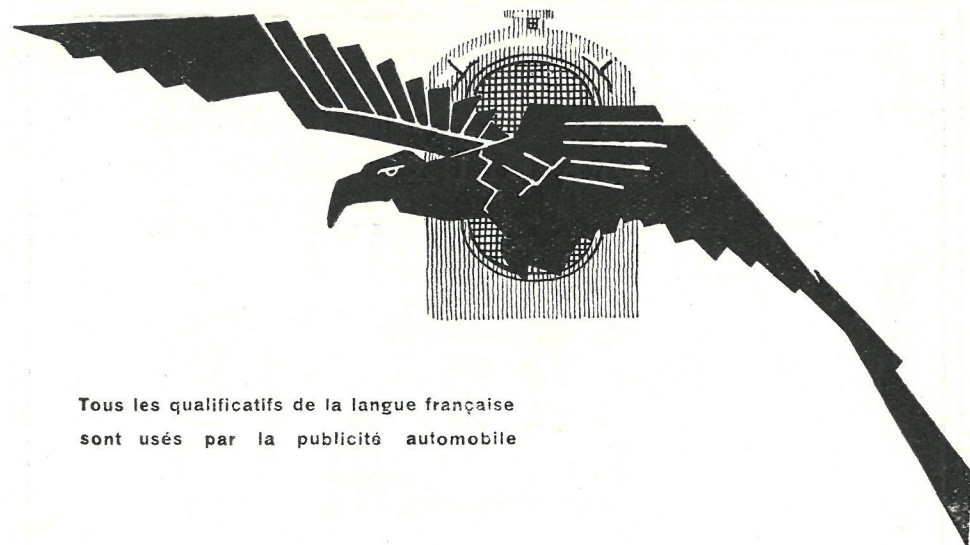 Tous les qualificatifs de la langue française
sont usés par la publicité automobile